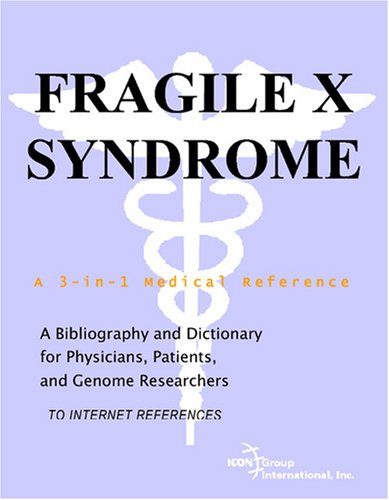 FRAGILE X
SYNDROME
A 3-in-1 Medical Reference
A Bibliography and Dictionary
for Physicians, Patients,
and Genome Researchers
TO INTERNET REFERENCES
ICON Group
International, Inc.